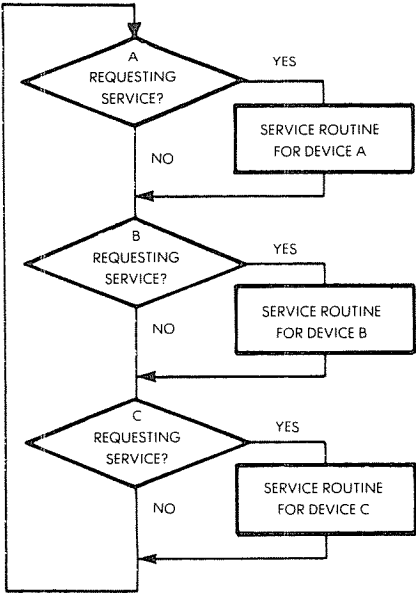 A
REQUESTING
SERVICE?
YES
SERVICE ROUTINE
FOR DEVICE A
NO
B
REQUESTING
SERVICE?
YES
SERVICE ROUTINE
FOR DEVICE B
NO
C
REQUESTING
SERVICE?
YES
SERVICE ROUTINE
FOR DEVICE C
NO